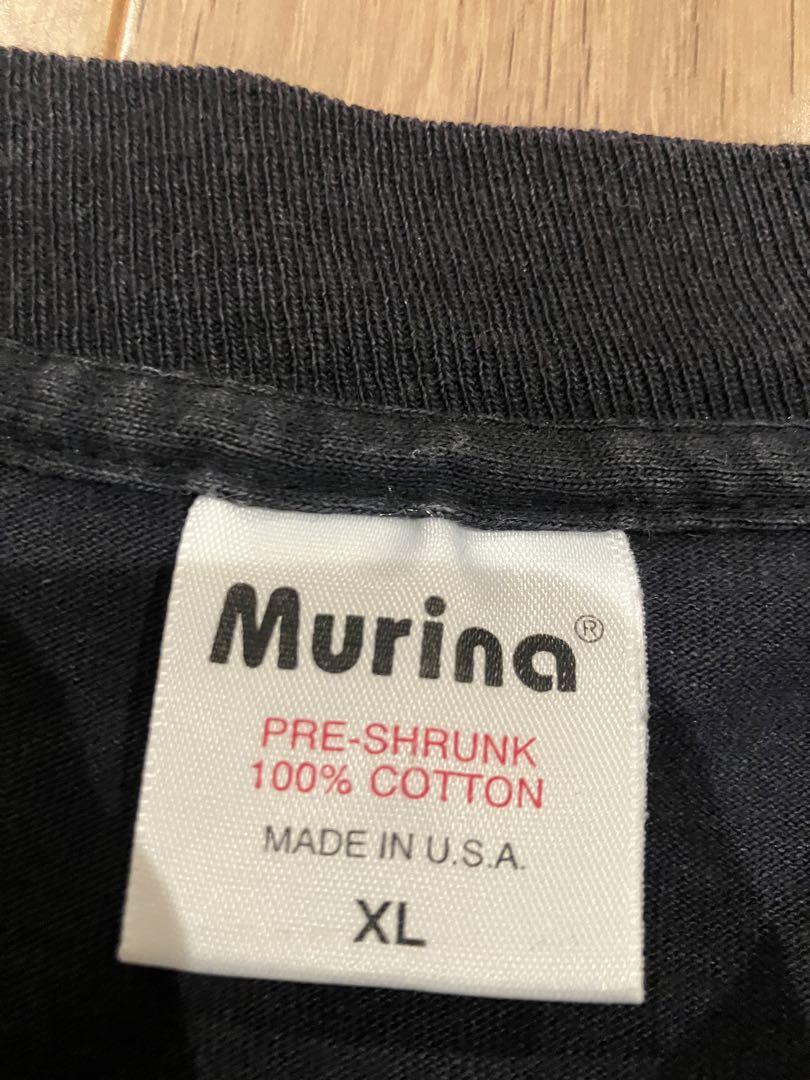 Murina®
PRE-SHRUNK
100% COTTON
MADE IN U.S.A.
XL